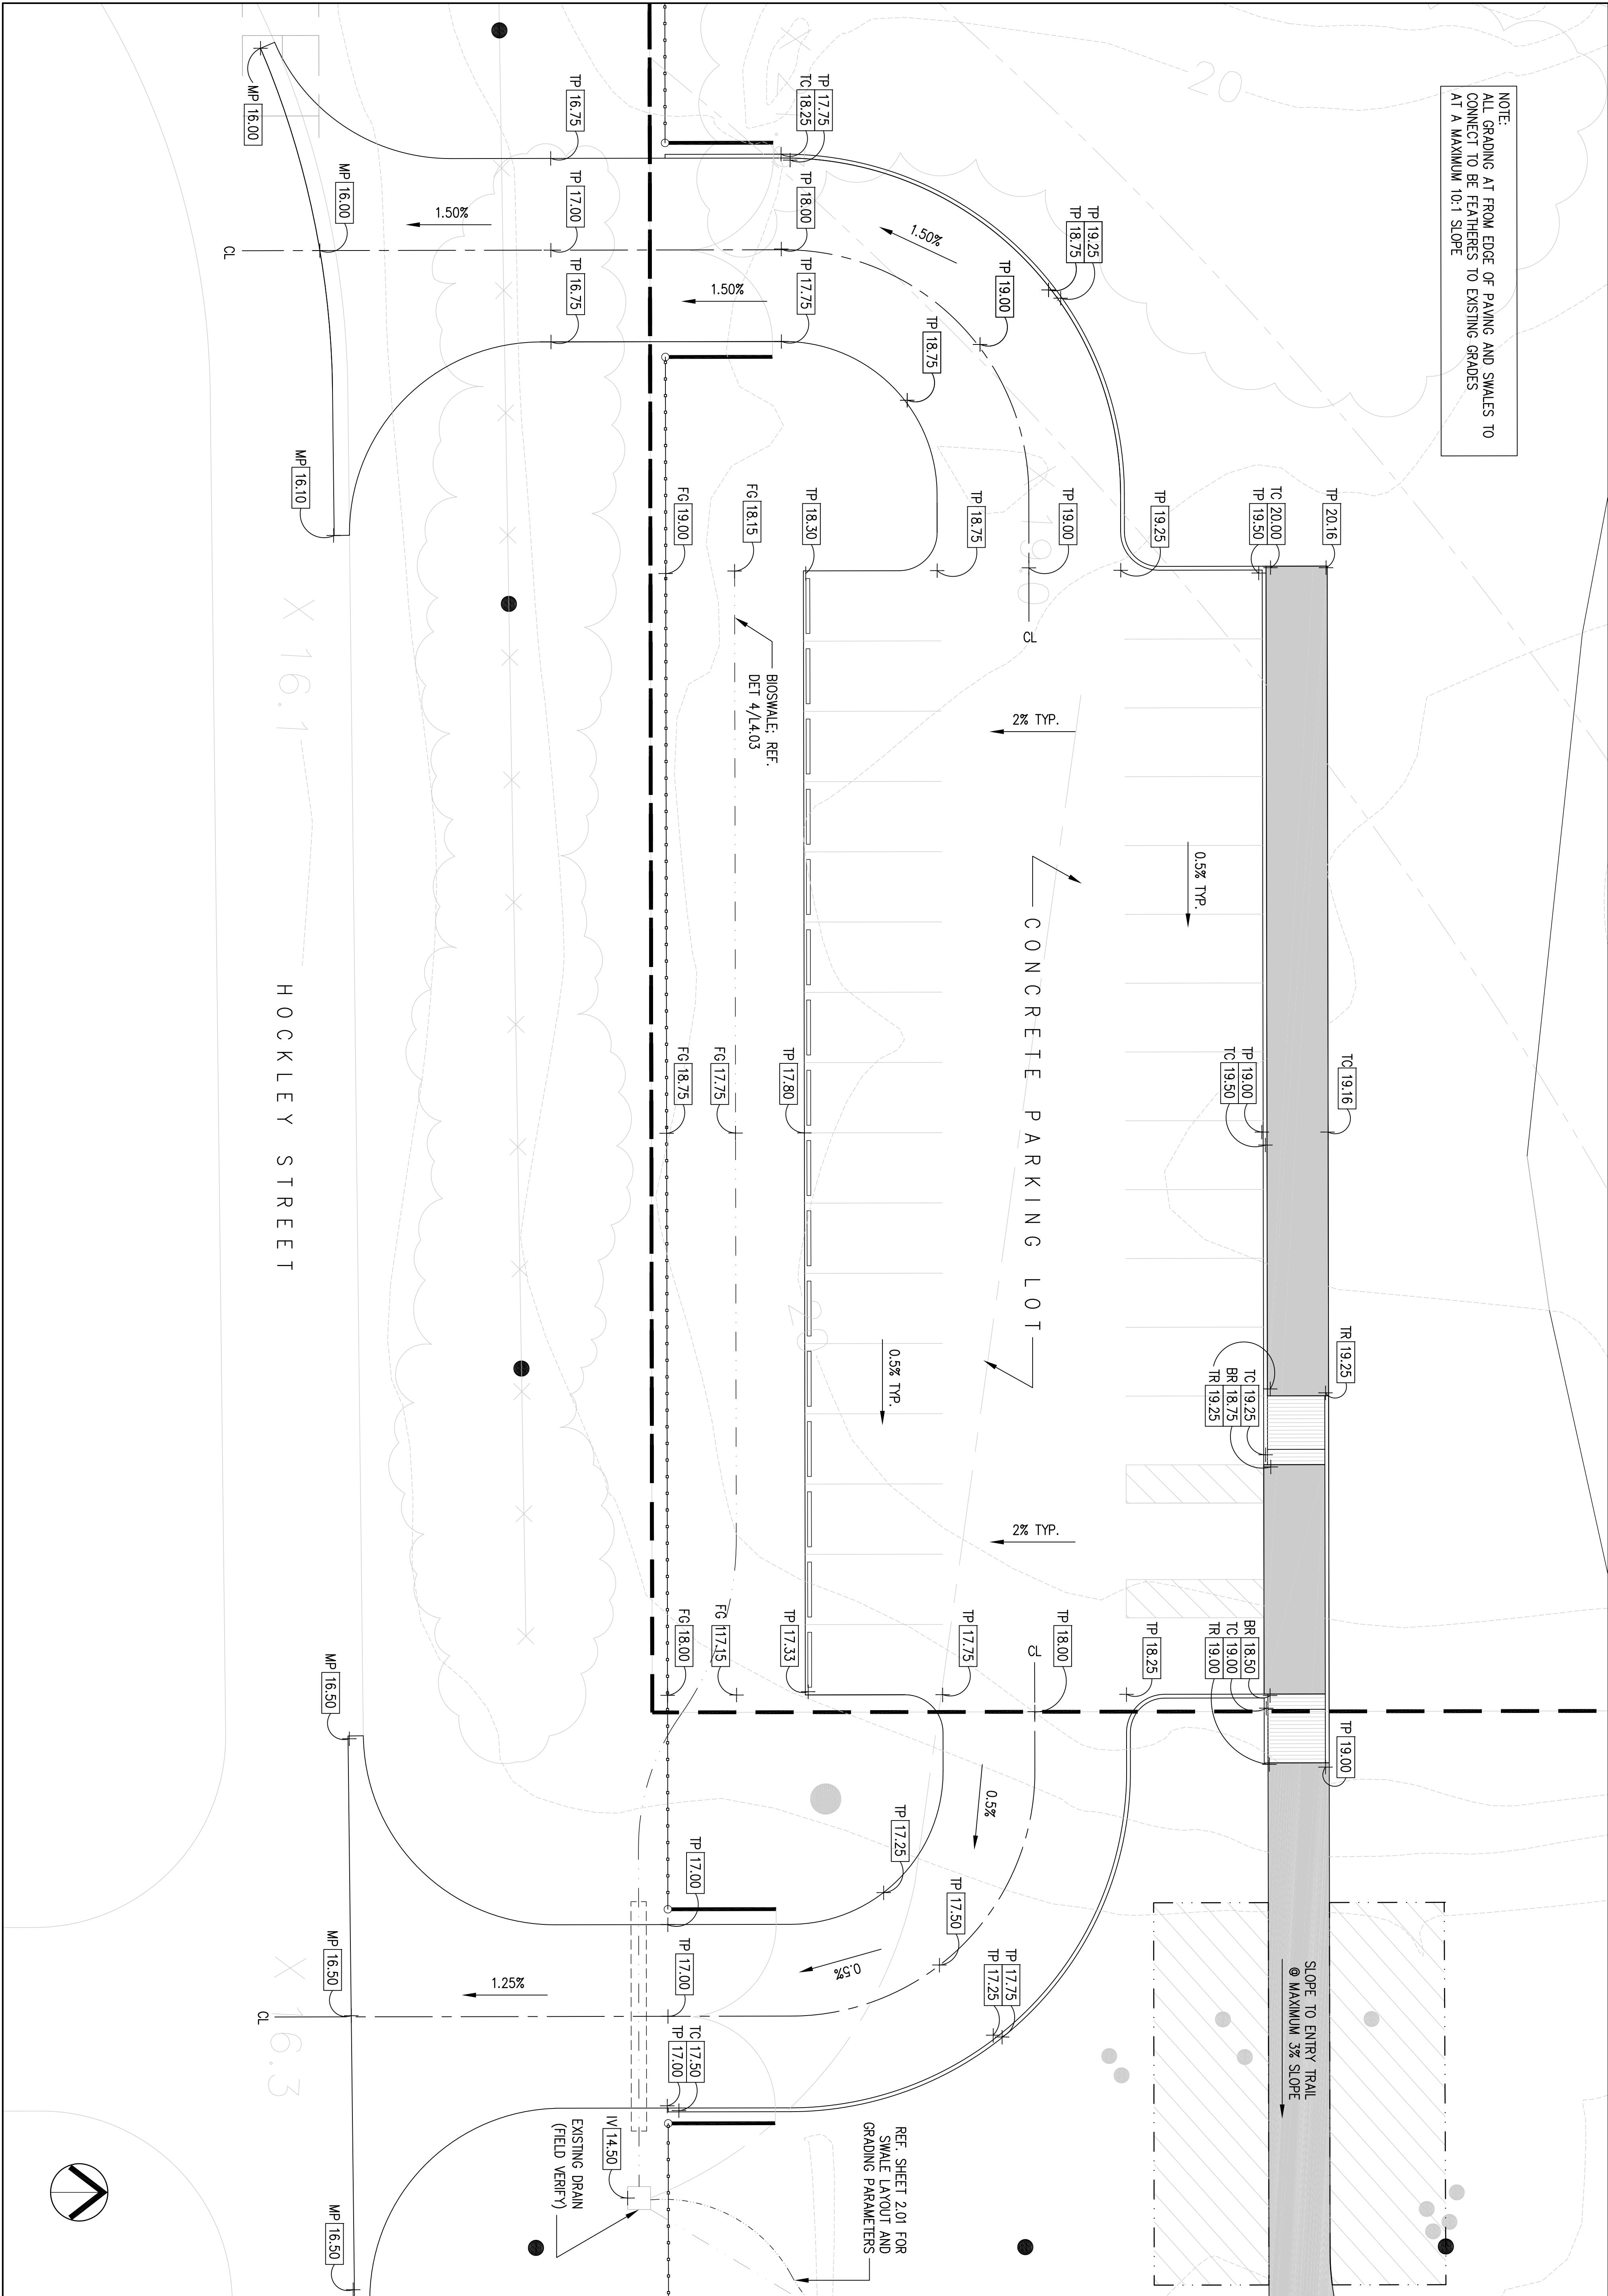 NOTE:
ALL GRADING AT FROM EDGE OF PAVING AND SWALES TO
CONNECT TO BE FEATHERES TO EXISTING GRADES
AT A MAXIMUM 10:1 SLOPE
20
TP 20.16
TC 20.00
TP 19.50
TC 19.16
TP 19.00
TC 19.50
TR 19.25
TC 19.25
BR 18.75
TR 19.25
BR 18.50
TC 19.00
TR 19.00
TP 19.00
SLOPE TO ENTRY TRAIL
@ MAXIMUM 3% SLOPE
0.5% TYP.
TP 19.25
TP 18.75
TP 19.25
TP 18.25
TP 19.00
TP 19.00
CL
CONCRETE PARKING LOT
2% TYP.
2% TYP.
CL
TP 18.00
1.50%
TP 18.75
TP 18.75
0.5% TYP.
TP 17.75
0.5%
TP 17.25
TP 17.50
TP 17.75
TP 17.25
0.5%
TP 17.75
TC 18.25
TP 18.00
TP 17.75
TP 18.30
TP 17.80
TP 17.33
REF. SHEET 2.01 FOR
SWALE LAYOUT AND
GRADING PARAMETERS
BIOSWALE; REF.
DET 4/L4.03
1.50%
FG 18.15
FG 17.75
FG 117.15
FG 19.00
FG 18.75
FG 18.00
TP 17.00
TP 17.00
TC 17.50
TP 17.00
IV 14.50
EXISTING DRAIN
(FIELD VERIFY)
TP 16.75
TP 17.00
TP 16.75
1.50%
1.25%
MP 16.00
MP 16.00
MP 16.10
MP 16.50
MP 16.50
MP 16.50
CL
CL
X 16.1
HOCKLEY STREET